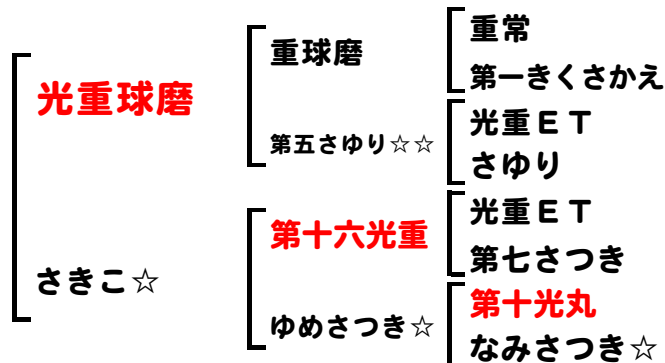 光重球磨
さきこ☆
重球磨
第五さゆり☆☆
第十六光重
ゆめさつき☆
重常
第一きくさかえ
光重ＥＴ
さゆり
光重ＥＴ
第七さつき
第十光丸
なみさつき☆